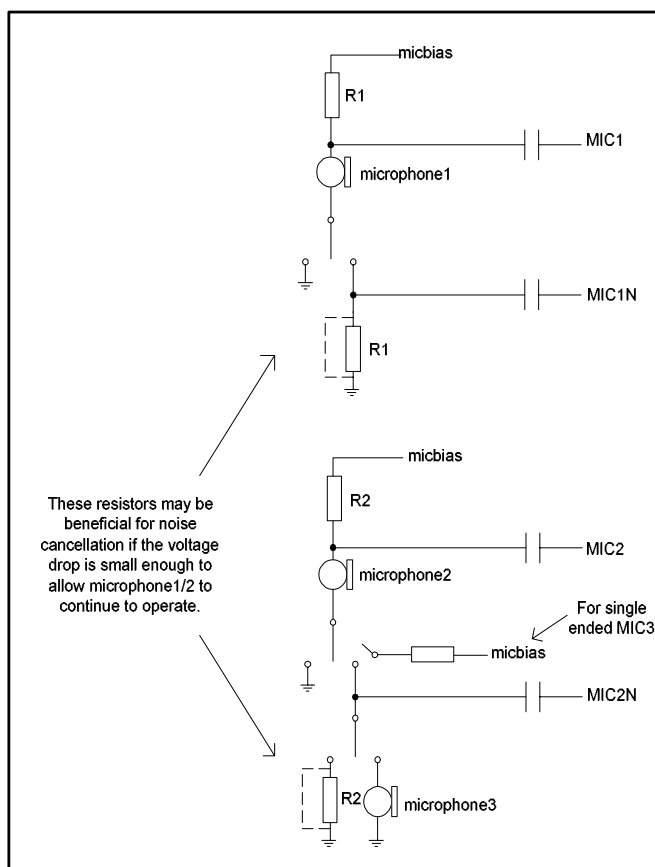 micbias
R1
MIC1
microphone1
MIC1N
R1
micbias
R2
These resistors may be
beneficial for noise
cancellation if the voltage
drop is small enough to
allow microphone1/2 to
continue to operate.
MIC2
microphone2
For single
ended MIC3
micbias
MIC2N
R2
microphone3